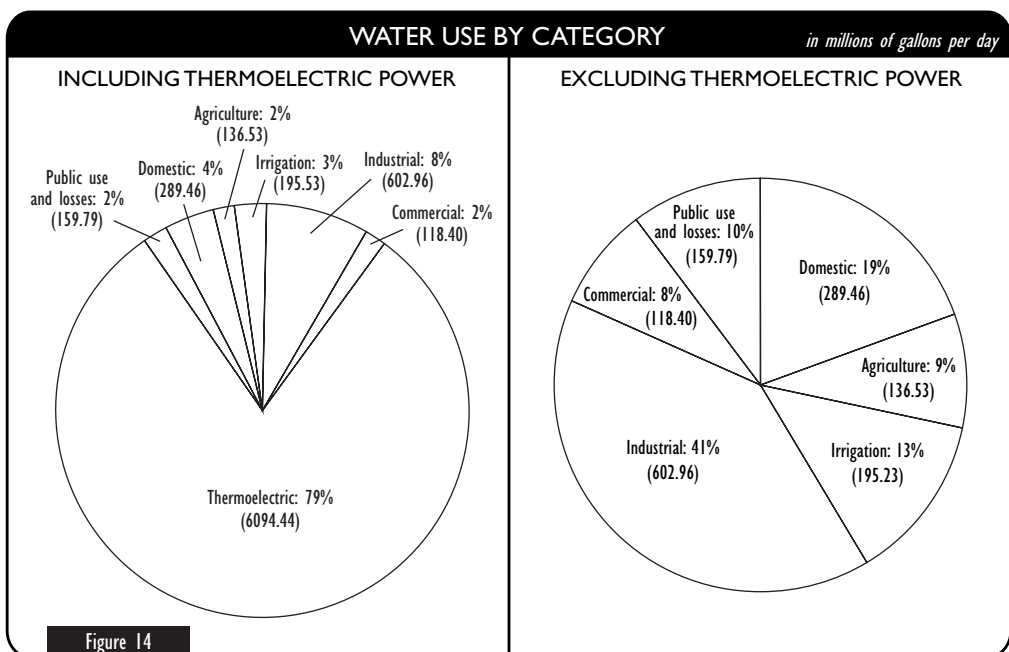 WATER USE BY CATEGORY
in millions of gallons per day
INCLUDING THERMOELECTRIC POWER
Agriculture: 2%
(136.53)
Public use
and losses: 2%
(159.79)
Domestic: 4%
(289.46)
Irrigation: 3%
(195.53)
Industrial: 8%
(602.96)
Commercial: 2%
(118.40)
Thermoelectric: 79%
(6094.44)
Figure 14
EXCLUDING THERMOELECTRIC POWER
Public use
and losses: 10%
(159.79)
Domestic: 19%
(289.46)
Commercial: 8%
(118.40)
Agriculture: 9%
(136.53)
Industrial: 41%
(602.96)
Irrigation: 13%
(195.23)